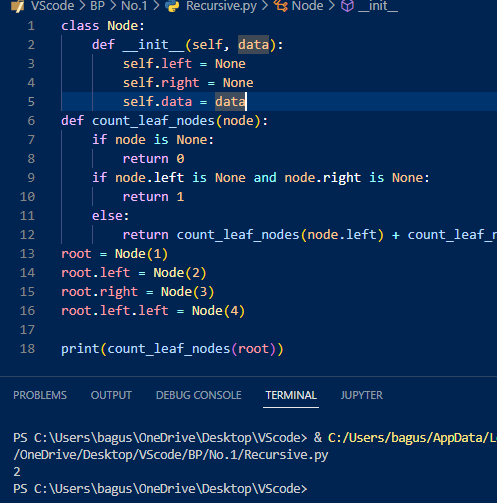 VScode > BP > No.1 > Recursive.py > Node > __init__
1 class Node:
2     def __init__(self, data):
3         self.left = None
4         self.right = None
5         self.data = data
6 def count_leaf_nodes(node):
7     if node is None:
8         return 0
9     if node.left is None and node.right is None:
10         return 1
11     else:
12         return count_leaf_nodes(node.left) + count_leaf_n
13 root = Node(1)
14 root.left = Node(2)
15 root.right = Node(3)
16 root.left.left = Node(4)
17
18 print(count_leaf_nodes(root))
PROBLEMS OUTPUT DEBUG CONSOLE TERMINAL JUPYTER
PS C:\Users\bagus\OneDrive\Desktop\VScode> & C:/Users/bagus/AppData/L
/OneDrive/Desktop/VScode/BP/No.1/Recursive.py
2
PS C:\Users\bagus\OneDrive\Desktop\VScode>